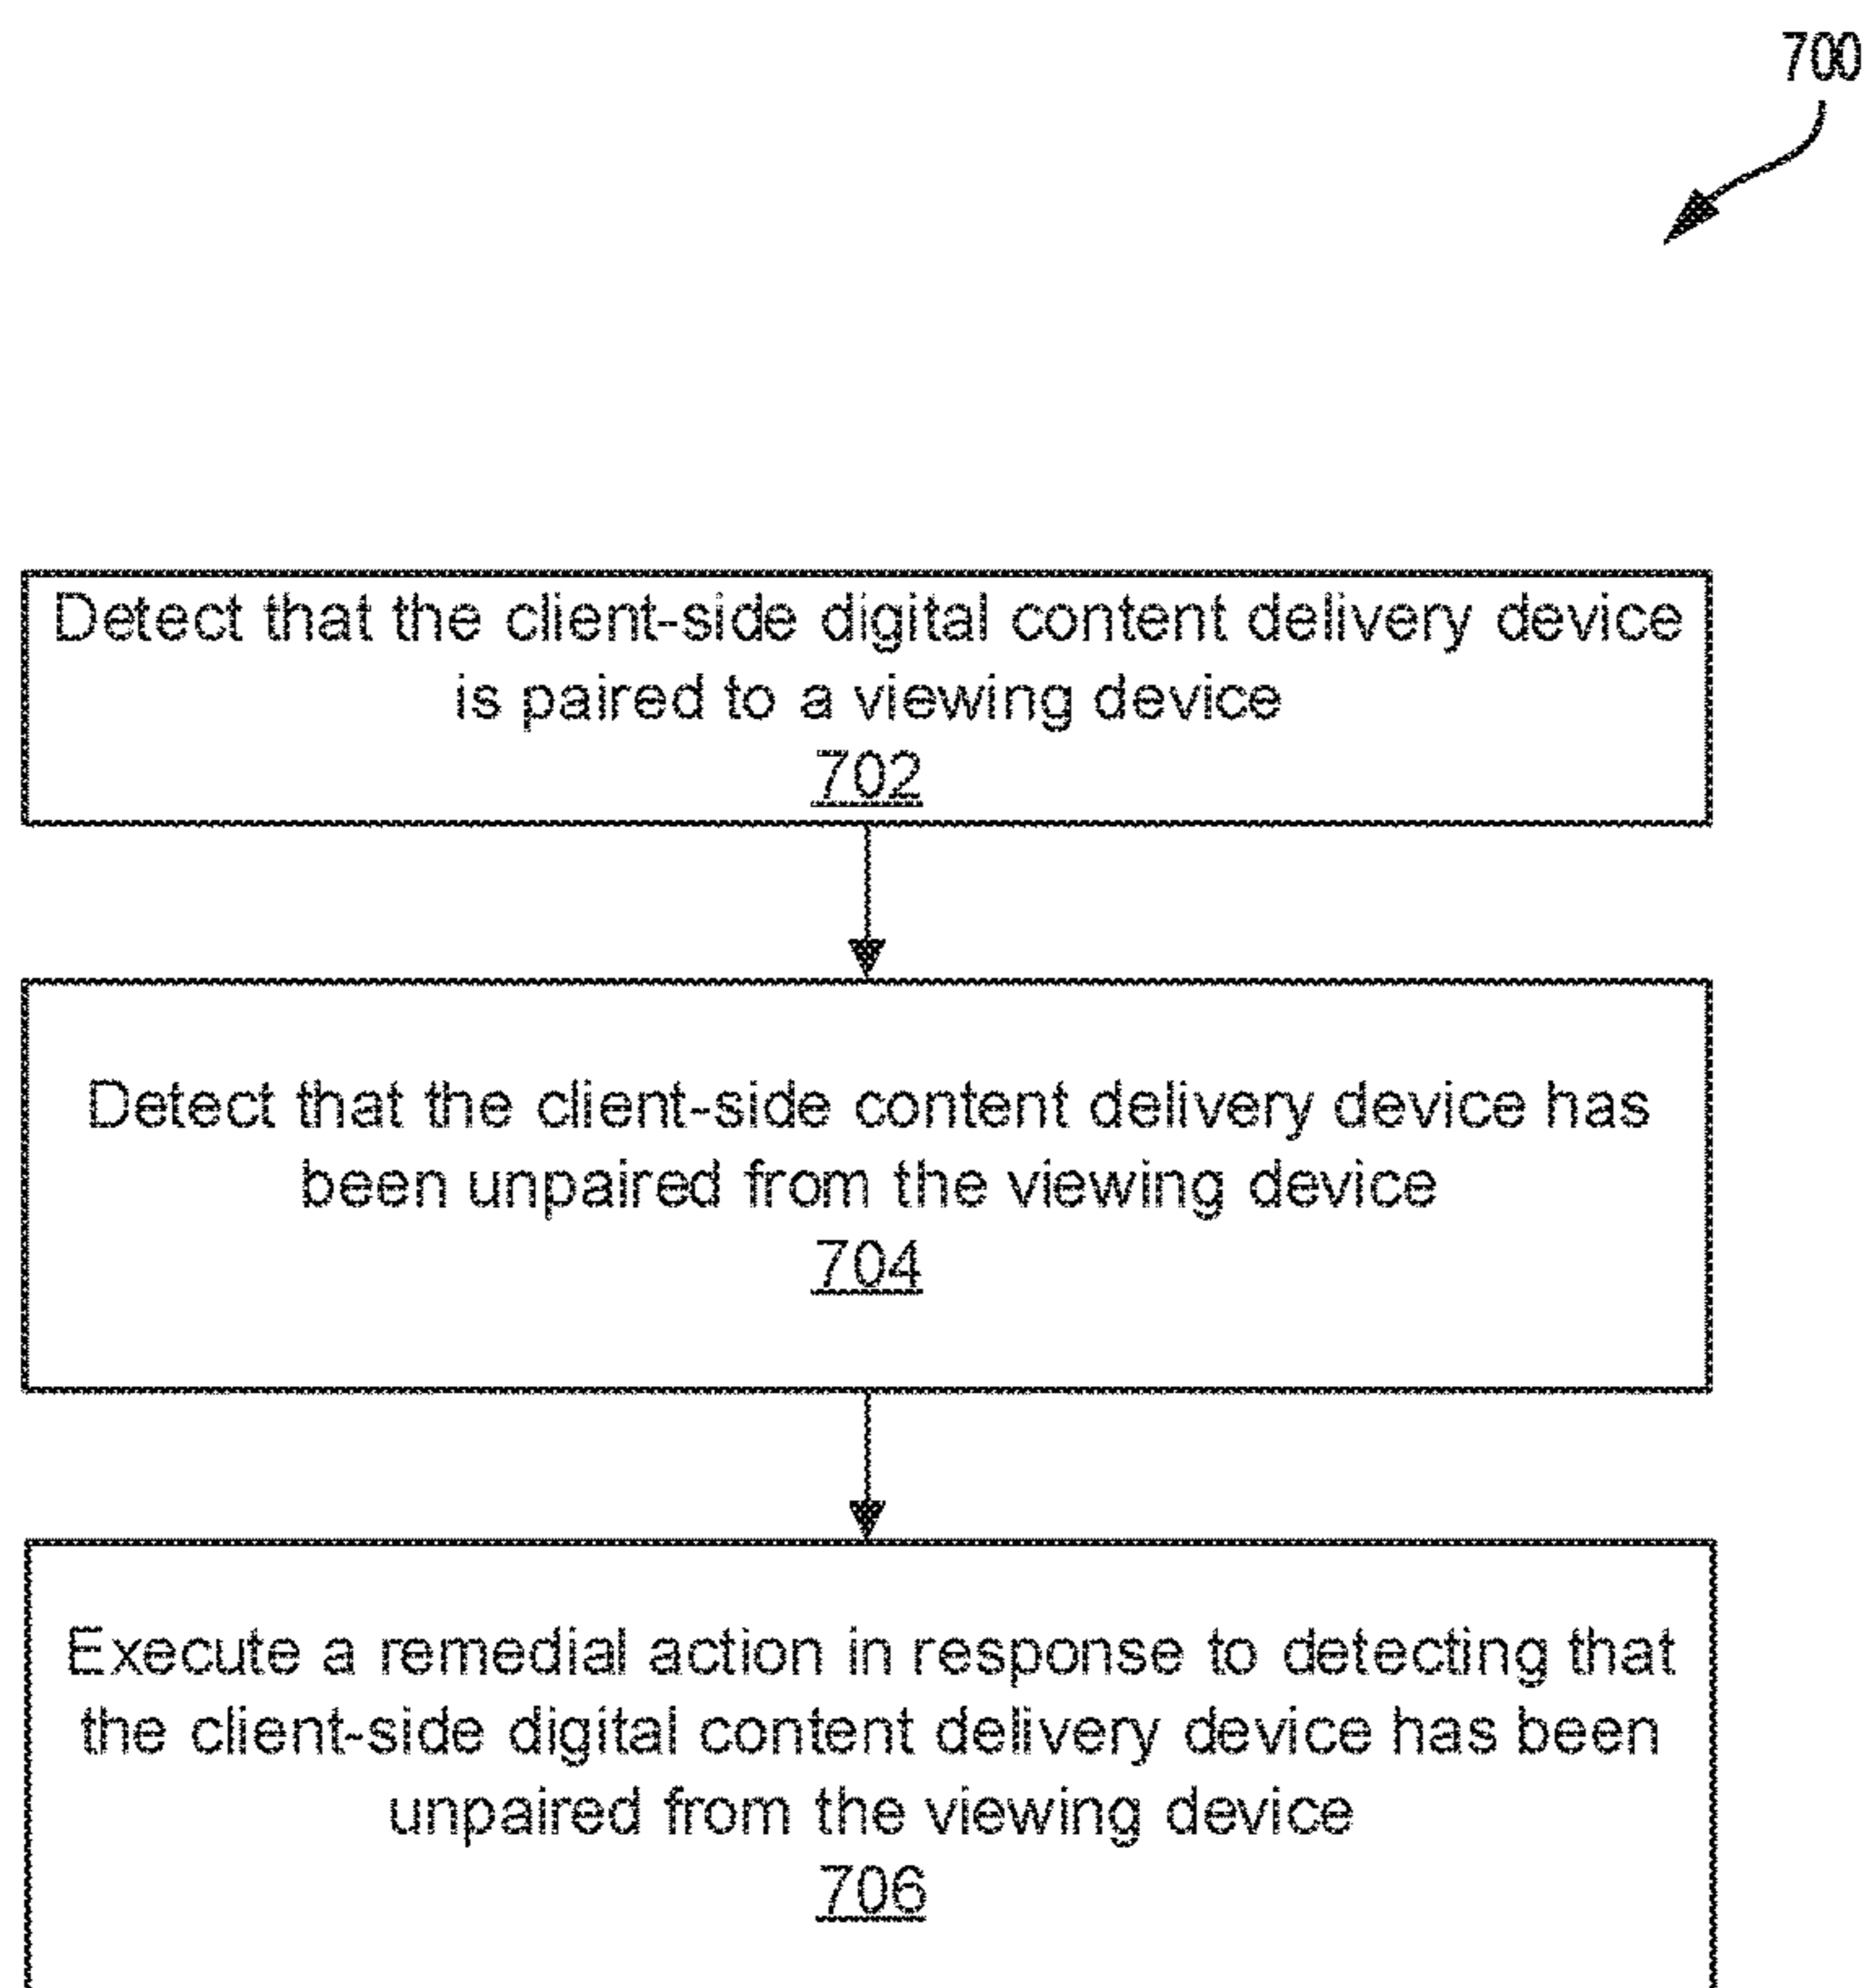 700
Detect that the client-side digital content delivery device
is paired to a viewing device
702
Detect that the client-side content delivery device has
been unpaired from the viewing device
704
Execute a remedial action in response to detecting that
the client-side digital content delivery device has been
unpaired from the viewing device
706